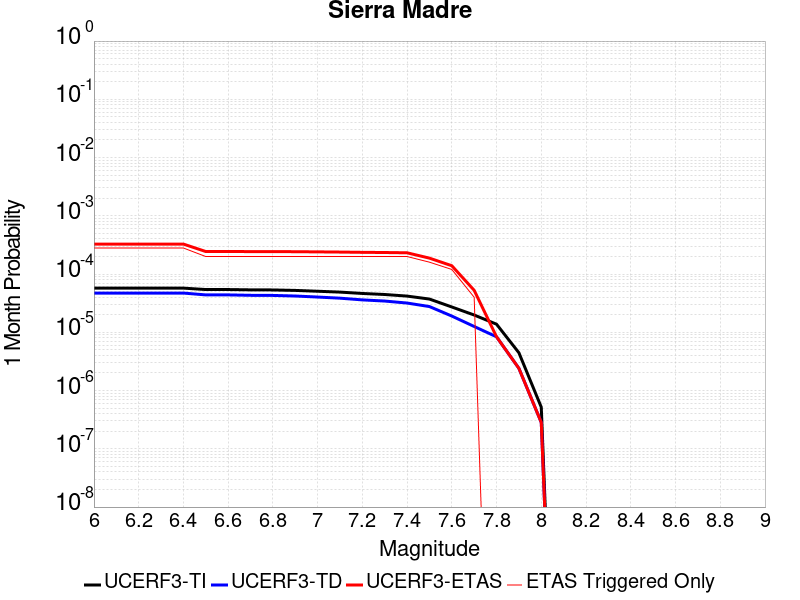 Sierra Madre
10^0
10^-1
10^-2
10^-3
10^-4
10^-5
10^-6
10^-7
10^-8
1 Month Probability
6 6.2 6.4 6.6 6.8 7 7.2 7.4 7.6 7.8 8 8.2 8.4 8.6 8.8 9
Magnitude
UCERF3-TI UCERF3-TD UCERF3-ETAS ETAS Triggered Only